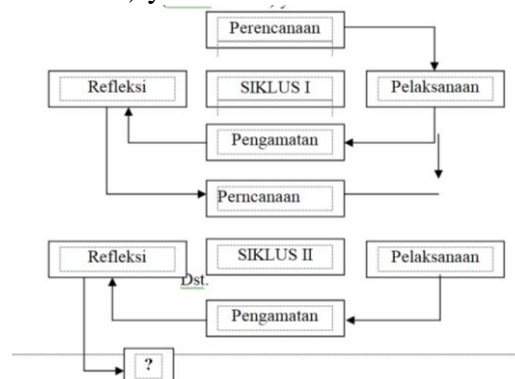 Perencanaan
Refleksi
SIKLUS I
Pelaksanaan
Pengamatan
Perncanaan
Refleksi
SIKLUS II
Pelaksanaan
Dst.
Pengamatan
?